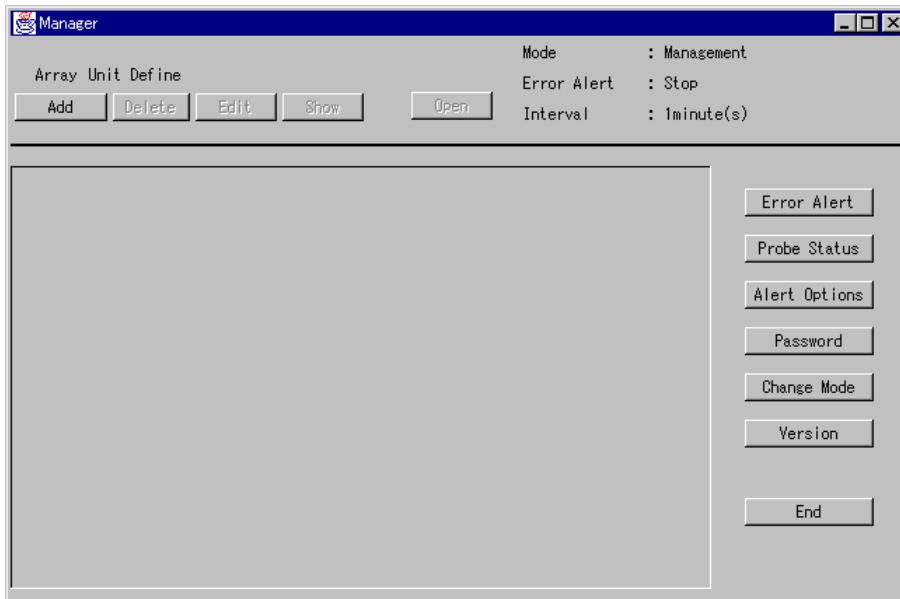 Manager
Mode : Management
Array Unit Define
Error Alert : Stop
Add Delete Edit Show Open
Interval : 1minute(s)
Error Alert
Probe Status
Alert Options
Password
Change Mode
Version
End